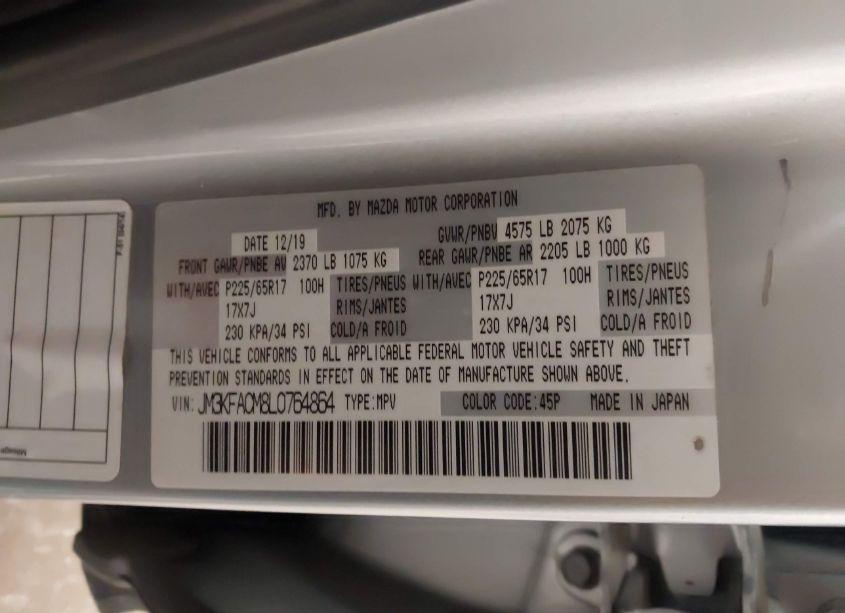 MFD. BY MAZDA MOTOR CORPORATION
DATE 12/19 GVWR/PNBV 4575 LB 2075 KG
FRONT GAWR/PNBE AV 2370 LB 1075 KG REAR GAWR/PNBE AR 2205 LB 1000 KG
WITH/AVEC P225/65R17 100H TIRES/PNEUS WITH/AVEC P225/65R17 100H TIRES/PNEUS
17X7J RIMS/JANTES 17X7J RIMS/JANTES
230 KPA/34 PSI COLD/A FROID 230 KPA/34 PSI COLD/A FROID
THIS VEHICLE CONFORMS TO ALL APPLICABLE FEDERAL MOTOR VEHICLE SAFETY AND THEFT
PREVENTION STANDARDS IN EFFECT ON THE DATE OF MANUFACTURE SHOWN ABOVE.
VIN: JM3KFACM8L0764864 TYPE:MPV COLOR CODE:45P MADE IN JAPAN
Mileage